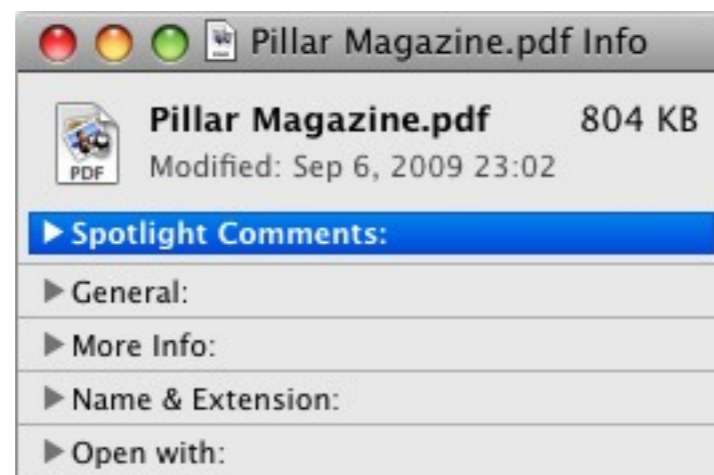 Pillar Magazine.pdf Info
Pillar Magazine.pdf 804 KB
PDF
Modified: Sep 6, 2009 23:02
Spotlight Comments:
General:
More Info:
Name & Extension:
Open with: